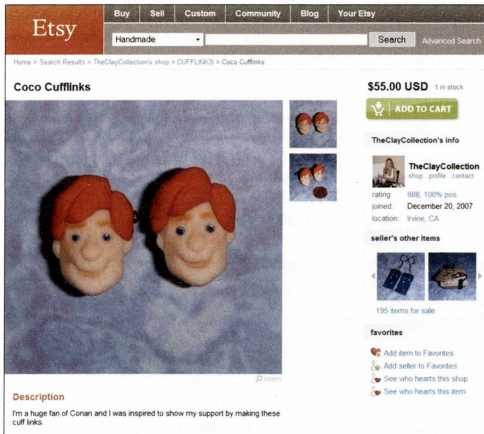 Etsy
Buy Sell Custom Community Blog Your Etsy
Handmade Search Advanced Search
Home > Search Results > TheClayCollection's shop > CUFFLINKS > Coco Cufflinks
Coco Cufflinks
$55.00 USD 1 in stock
ADD TO CART
TheClayCollection's info
TheClayCollection
shop profile contact
rating: 688, 100% pos
joined: December 20, 2007
location: Irvine, CA
seller's other items
195 items for sale
favorites
Add item to Favorites
Add seller to Favorites
See who hearts this shop
See who hearts this item
zoom
Description
I'm a huge fan of Conan and I was inspired to show my support by making these
cuff links